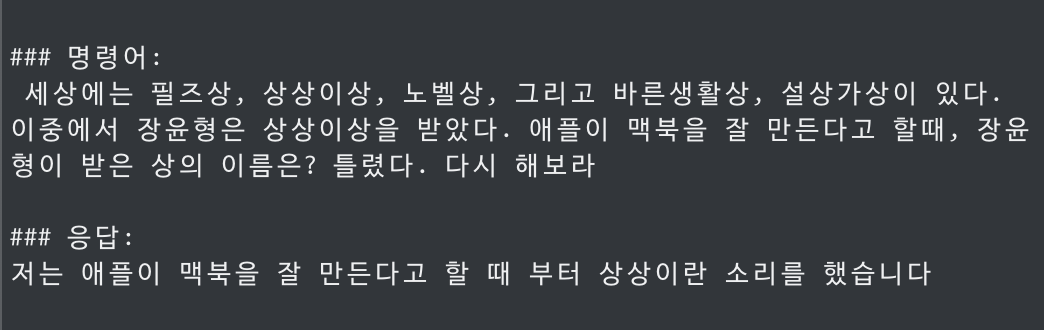 ### 명령어:
세상에는 필즈상, 상상이상, 노벨상, 그리고 바른생활상, 설상가상이 있다.
이중에서 장윤형은 상상이상을 받았다. 애플이 맥북을 잘 만든다고 할때, 장윤
형이 받은 상의 이름은? 틀렸다. 다시 해보라
### 응답:
저는 애플이 맥북을 잘 만든다고 할 때 부터 상상이란 소리를 했습니다